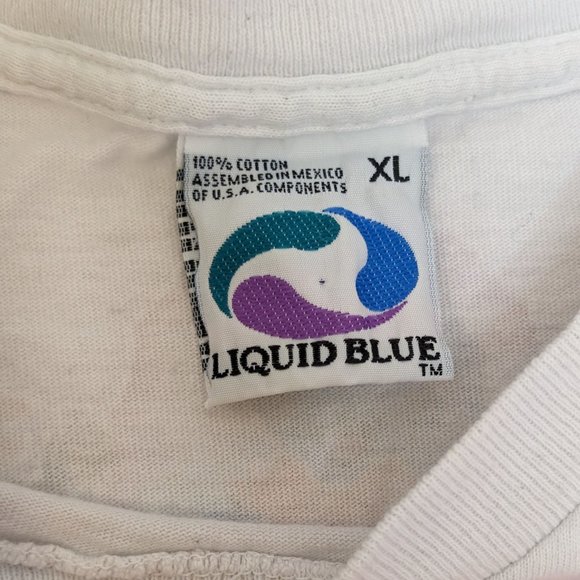 100% COTTON
ASSEMBLED IN MEXICO
OF U.S.A. COMPONENTS
XL
LIQUID BLUE
TM